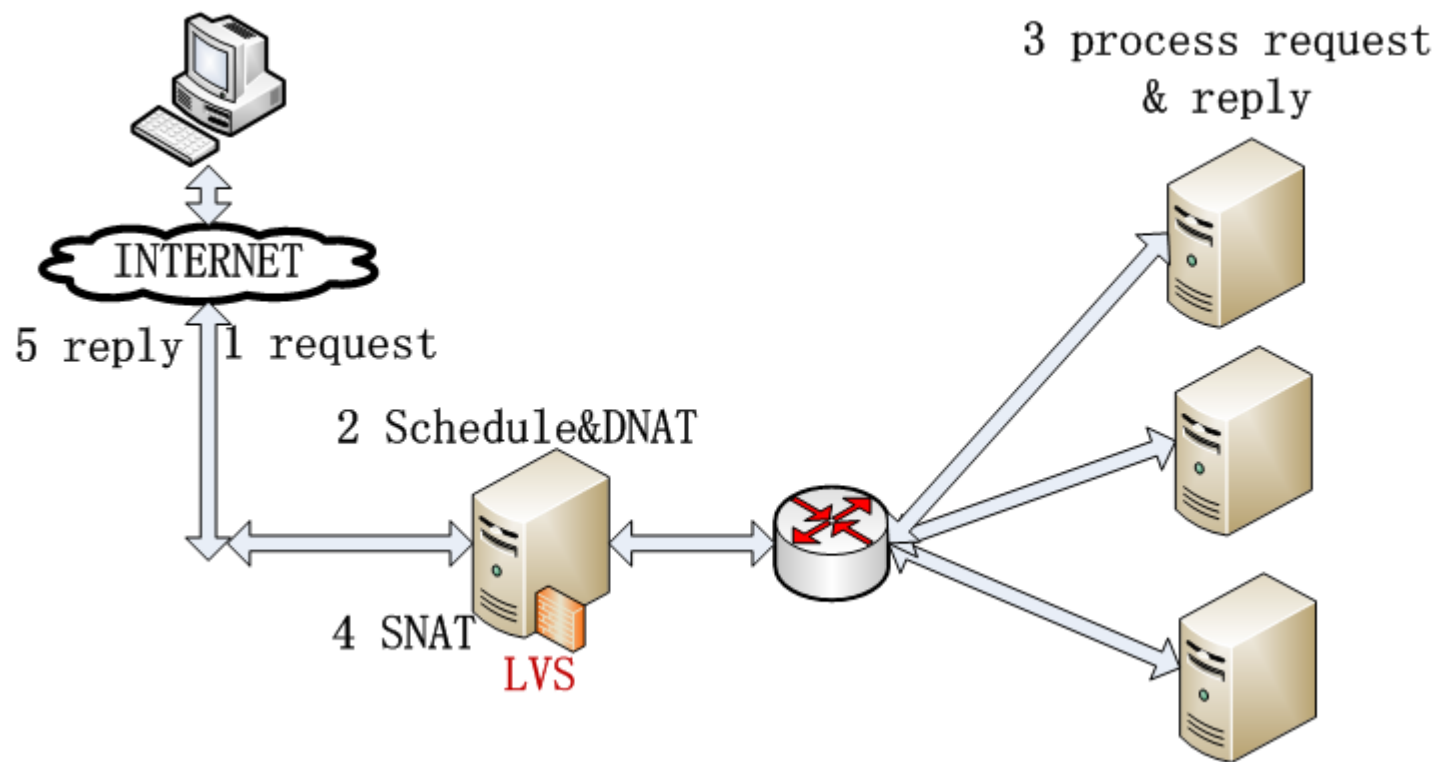 3 process request
& reply
INTERNET
5 reply
1 request
2 Schedule&DNAT
4 SNAT
LVS